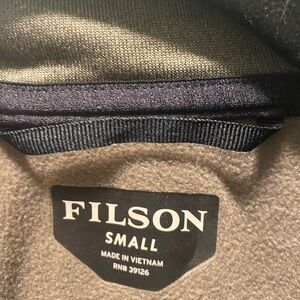 FILSON
SMALL
MADE IN VIETNAM
RN# 39126